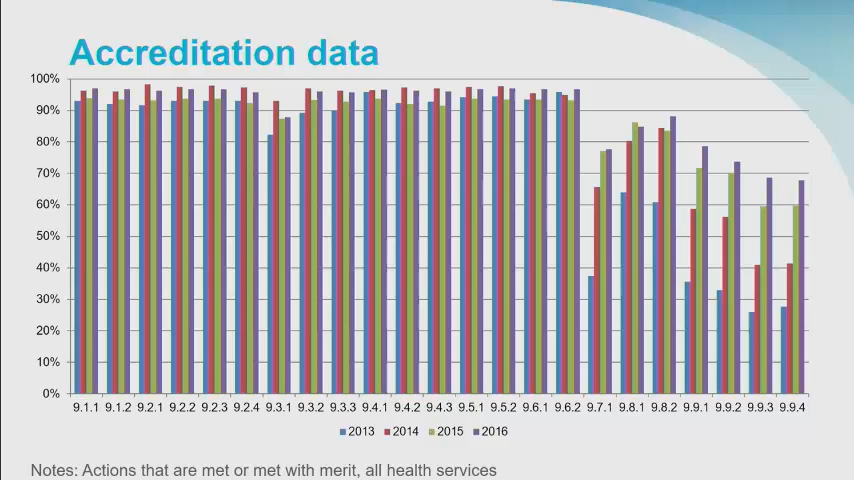 Accreditation data
100%
90%
80%
70%
60%
50%
40%
30%
20%
10%
0%
9.1.1 9.1.2 9.2.1 9.2.2 9.2.3 9.2.4 9.3.1 9.3.2 9.3.3 9.4.1 9.4.2 9.4.3 9.5.1 9.5.2 9.6.1 9.6.2 9.7.1 9.8.1 9.8.2 9.9.1 9.9.2 9.9.3 9.9.4
2013 2014 2015 2016
Notes: Actions that are met or met with merit, all health services